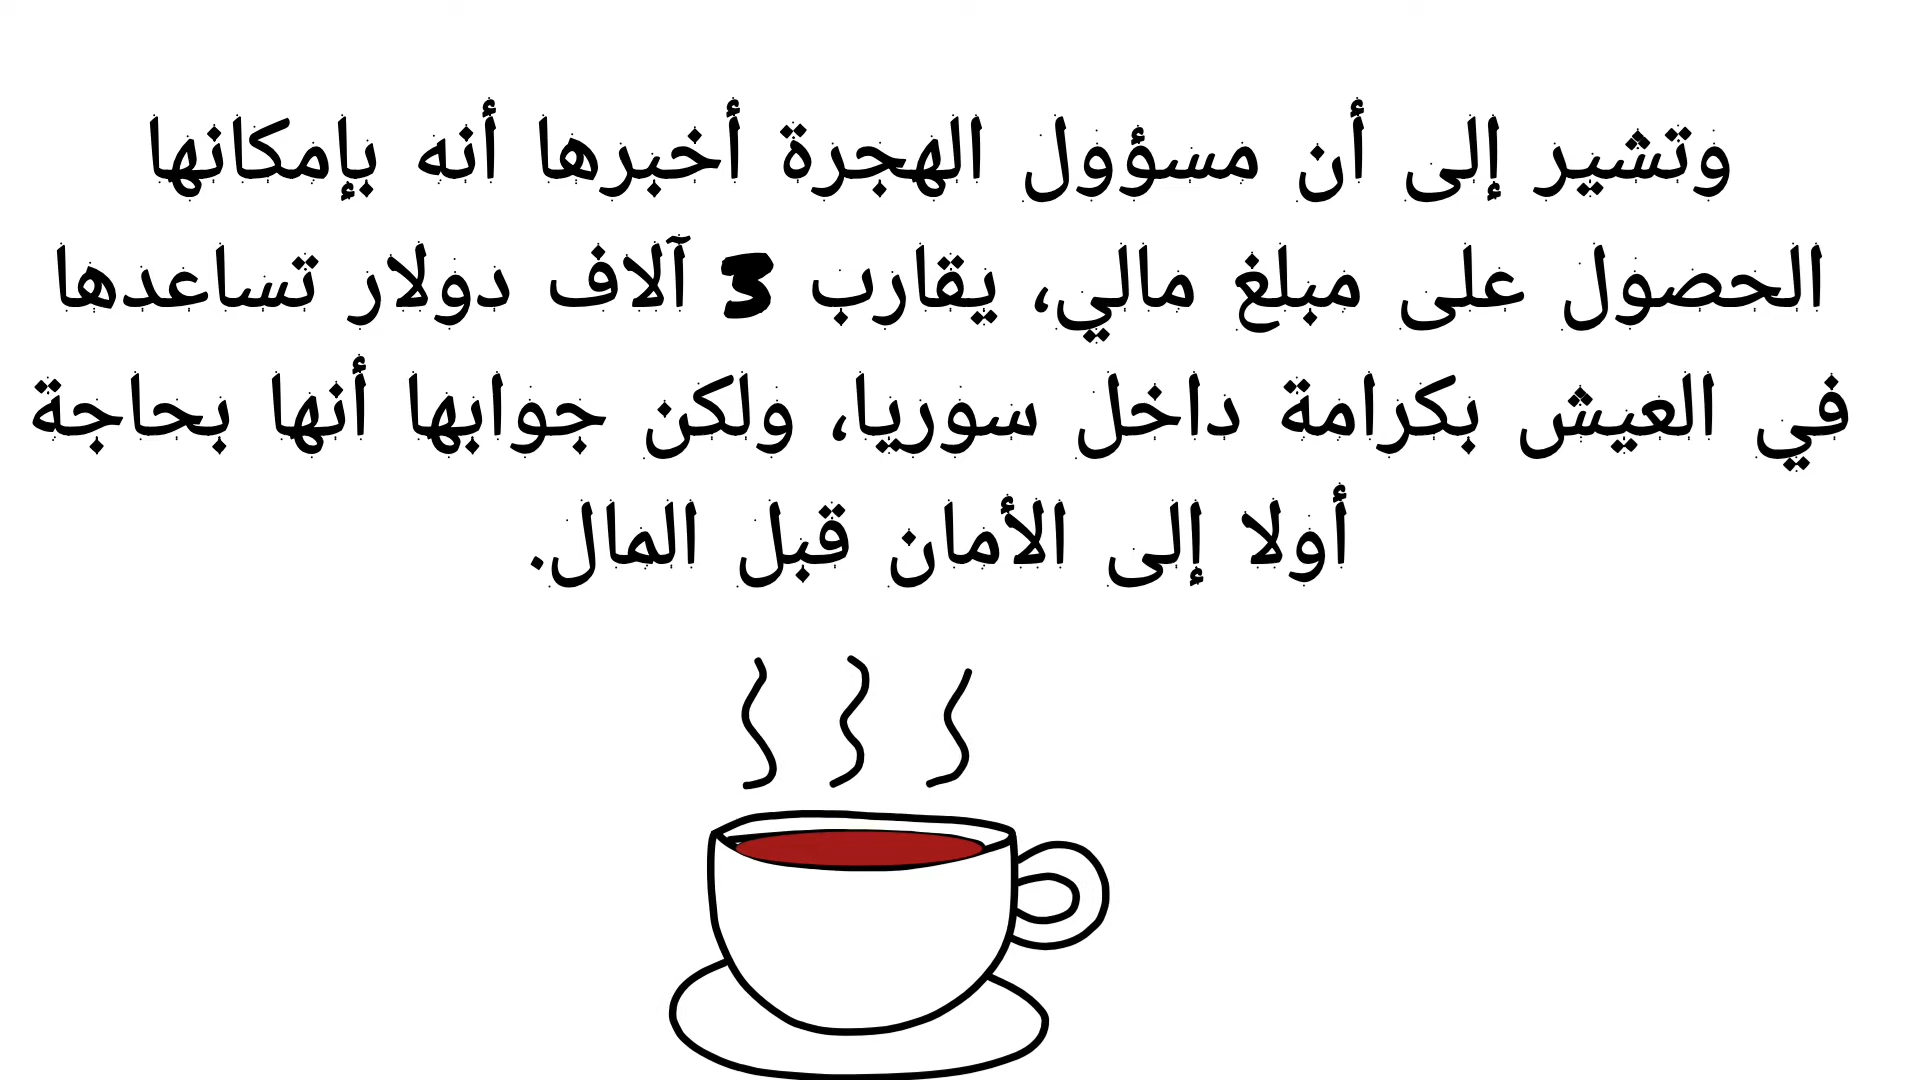 وتشير إلى أن مسؤول الهجرة أخبرها أنه بإمكانها
الحصول على مبلغ مالي، يقارب 3 آلاف دولار تساعدها
في العيش بكرامة داخل سوريا، ولكن جوابها أنها بحاجة
أولا إلى الأمان قبل المال.